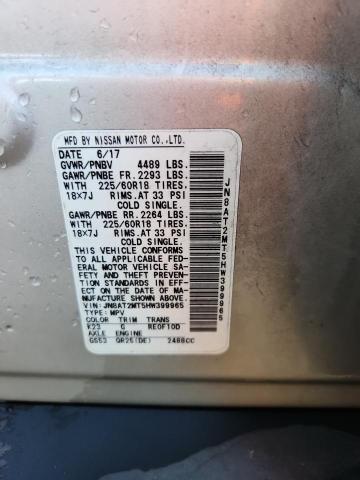 MFD BY NISSAN MOTOR CO.,LTD.
DATE 6/17
GVWR/PNBV 4489 LBS.
GAWR/PNBE FR. 2293 LBS.
WITH 225/60R18 TIRES.
18×7J RIMS.AT 33 PSI
COLD SINGLE.
GAWR/PNBE RR. 2264 LBS.
WITH 225/60R18 TIRES.
18×7J RIMS.AT 33 PSI
COLD SINGLE.
THIS VEHICLE CONFORMS
TO ALL APPLICABLE FED-
ERAL MOTOR VEHICLE SA-
FETY AND THEFT PREVEN-
TION STANDARDS IN EFF-
ECT ON THE DATE OF MA-
NUFACTURE SHOWN ABOVE.
VIN: JN8AT2MT5HW399965
TYPE: MPV
COLOR TRIM TRANS
K23 G RE0F10D
AXLE ENGINE
GS53 QR25(DE) 2488CC
JN8AT2MT5HW399965